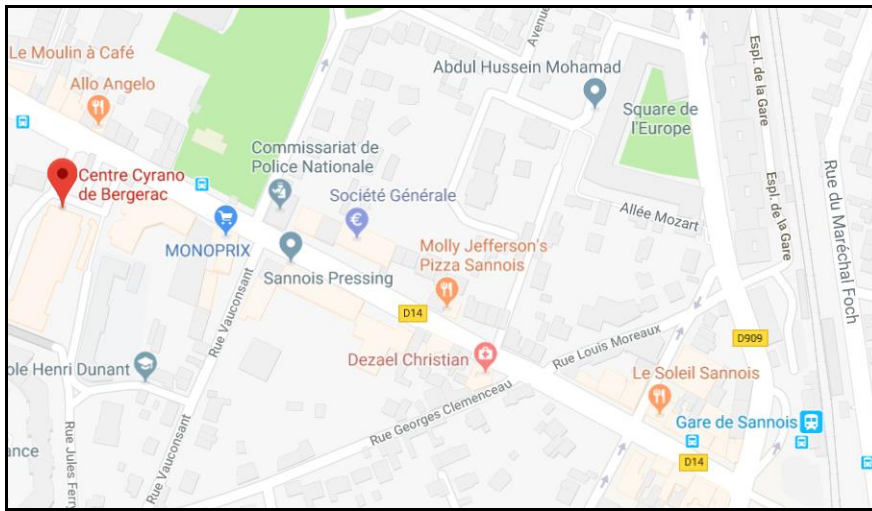 Le Moulin à Café
Allo Angelo
Centre Cyrano
de Bergerac
Commissariat de
Police Nationale
Société Générale
MONOPRIX
Sannois Pressing
Rue Vauconsant
Rue Vauconsant
Avenue
Abdul Hussein Mohamad
Square de
l'Europe
Allée Mozart
Espl. de la Gare
Espl. de la Gare
Rue du Maréchal Foch
Molly Jefferson's
Pizza Sannois
D14
Dezael Christian
Rue Louis Moreaux
D909
Le Soleil Sannois
Gare de Sannois
D14
Rue Georges Clemenceau
ole Henri Dunant
Rue Jules Ferry
ance